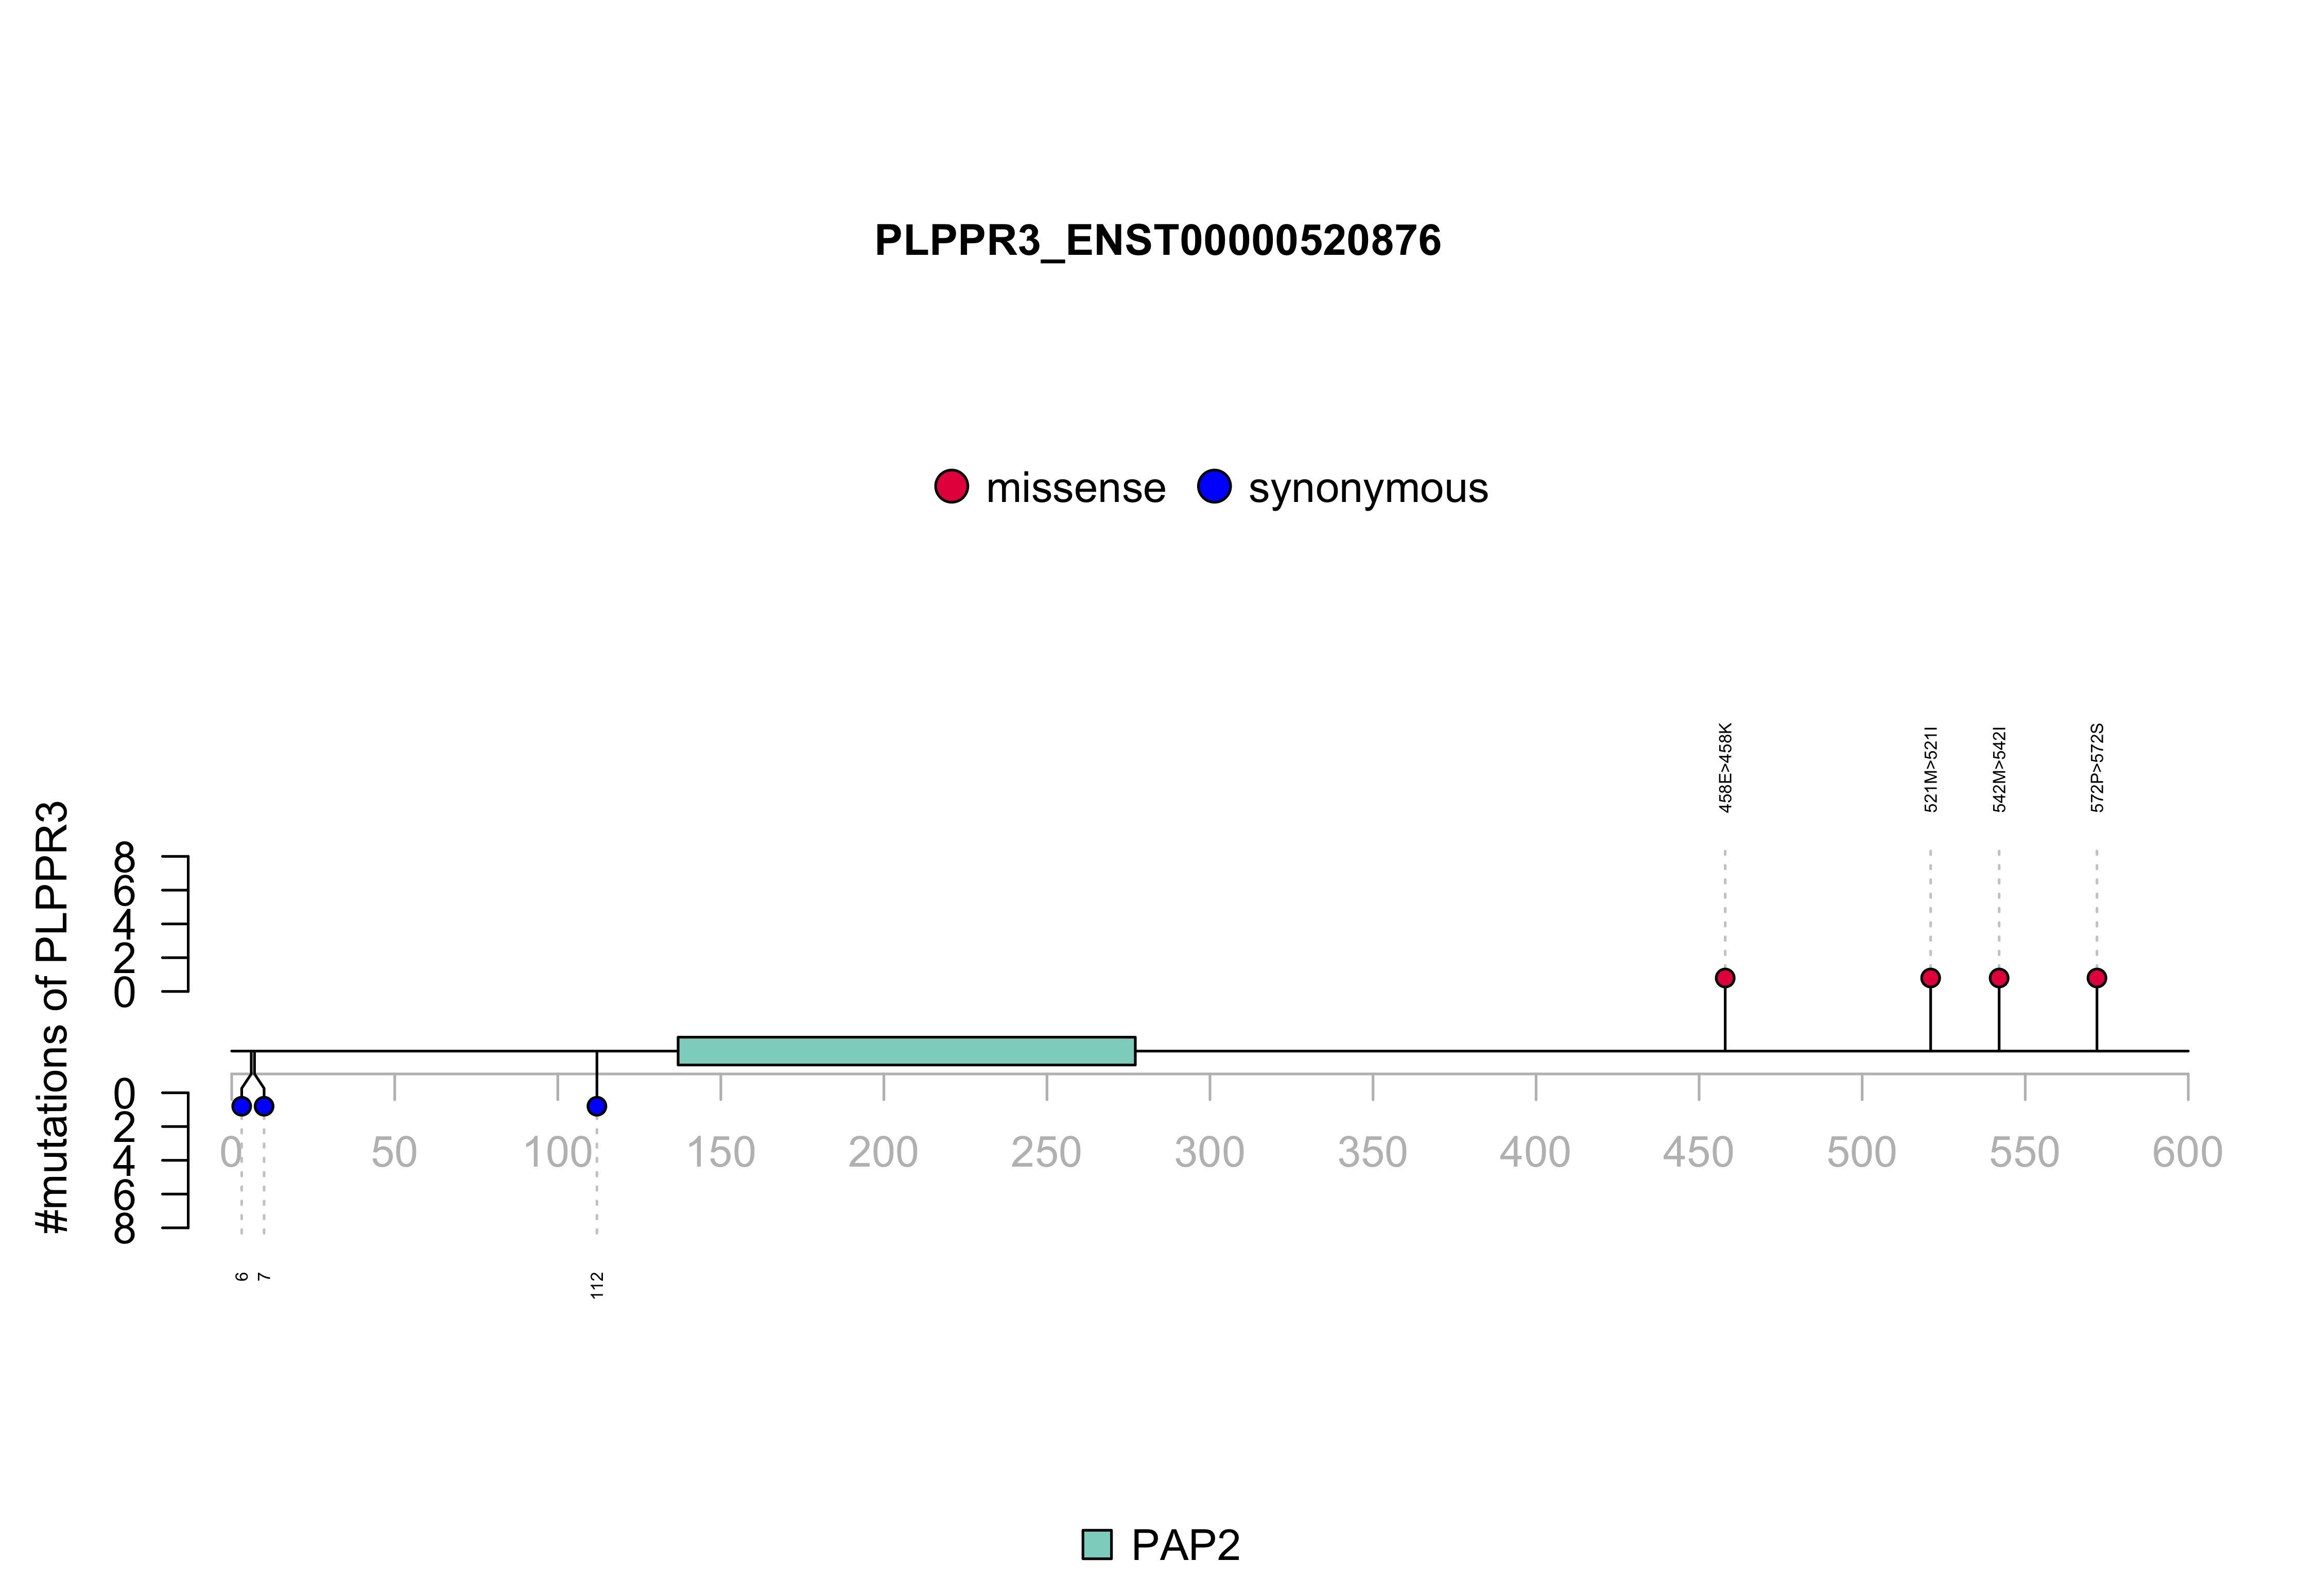 PLPPR3_ENST00000520876
missense synonymous
458E>458K
521M>521I
542M>542I
572P>572S
#mutations of PLPPR3
8
6
4
2
0
0
2
4
6
8
0 50 100 150 200 250 300 350 400 450 500 550 600
6
7
112
PAP2